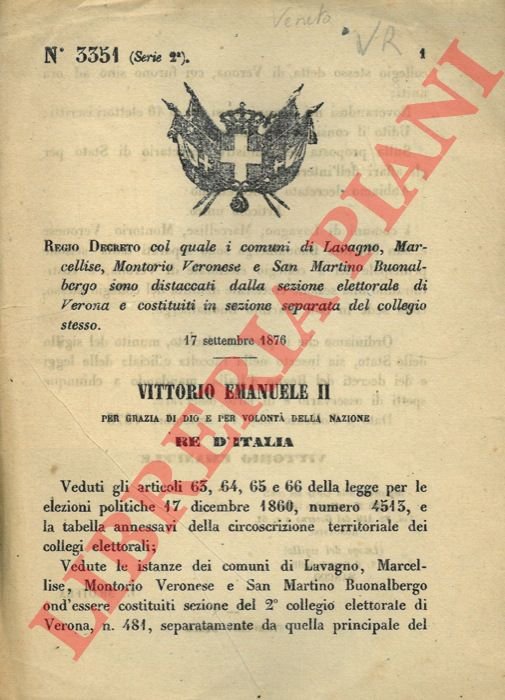 Veneto
VR
N° 3351 (Serie 2ª).
1
REGIO DECRETO col quale i comuni di Lavagno, Mar-
cellise, Montorio Veronese e San Martino Buonal-
bergo sono distaccati dalla sezione elettorale di
Verona e costituiti in sezione separata del collegio
stesso.
17 settembre 1876
VITTORIO EMANUELE II
PER GRAZIA DI DIO E PER VOLONTÀ DELLA NAZIONE
RE D'ITALIA
Veduti gli articoli 63, 64, 65 e 66 della legge per le
elezioni politiche 17 dicembre 1860, numero 4513, e
la tabella annessavi della circoscrizione territoriale dei
collegi elettorali;
Vedute le istanze dei comuni di Lavagno, Marcel-
lise, Montorio Veronese e San Martino Buonalbergo
ond'essere costituiti sezione del 2° collegio elettorale di
Verona, n. 481, separatamente da quella principale del
LIBRERIA PIANI